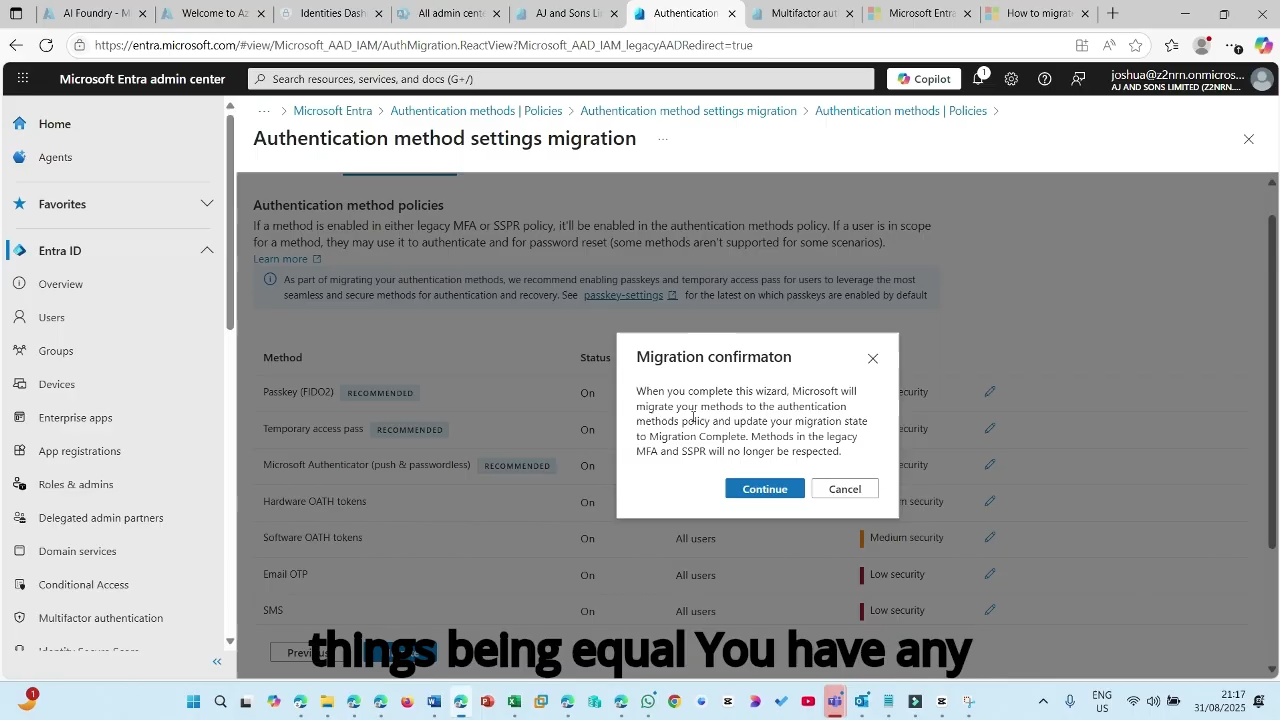 Identities Dash
Welcome to Az
Identities Dash
All admin cente
AJ and Sons Lin
Authentication
Multifactor aut
Microsoft Entra
How to migrat
https://entra.microsoft.com/#view/Microsoft_AAD_IAM/AuthMigration.ReactView?Microsoft_AAD_IAM_legacyAADRedirect=true
Microsoft Entra admin center
Search resources, services, and docs (G+/)
Copilot
1
joshua@z2nrn.onmicros...
AJ AND SONS LIMITED (Z2NRN....
... > Microsoft Entra > Authentication methods | Policies > Authentication method settings migration > Authentication methods | Policies >
Authentication method settings migration ...
Home
Agents
Favorites
Entra ID
Overview
Users
Groups
Devices
Enterprise apps
App registrations
Roles & admins
Delegated admin partners
Domain services
Conditional Access
Multifactor authentication
Authentication method policies
If a method is enabled in either legacy MFA or SSPR policy, it'll be enabled in the authentication methods policy. If a user is in scope
for a method, they may use it to authenticate and for password reset (some methods aren't supported for some scenarios).
Learn more
As part of migrating your authentication methods, we recommend enabling passkeys and temporary access pass for users to leverage the most
seamless and secure methods for authentication and recovery. See passkey-settings for the latest on which passkeys are enabled by default
Method Status
Passkey (FIDO2) RECOMMENDED On security
Temporary access pass RECOMMENDED On security
Microsoft Authenticator (push & passwordless) RECOMMENDED On security
Hardware OATH tokens On security
Software OATH tokens On All users Medium security
Email OTP On All users Low security
SMS On All users Low security
Migration confirmaton
When you complete this wizard, Microsoft will
migrate your methods to the authentication
methods policy and update your migration state
to Migration Complete. Methods in the legacy
MFA and SSPR will no longer be respected.
Continue Cancel
things being equal You have any
1
ENG
US
21:17
31/08/2025